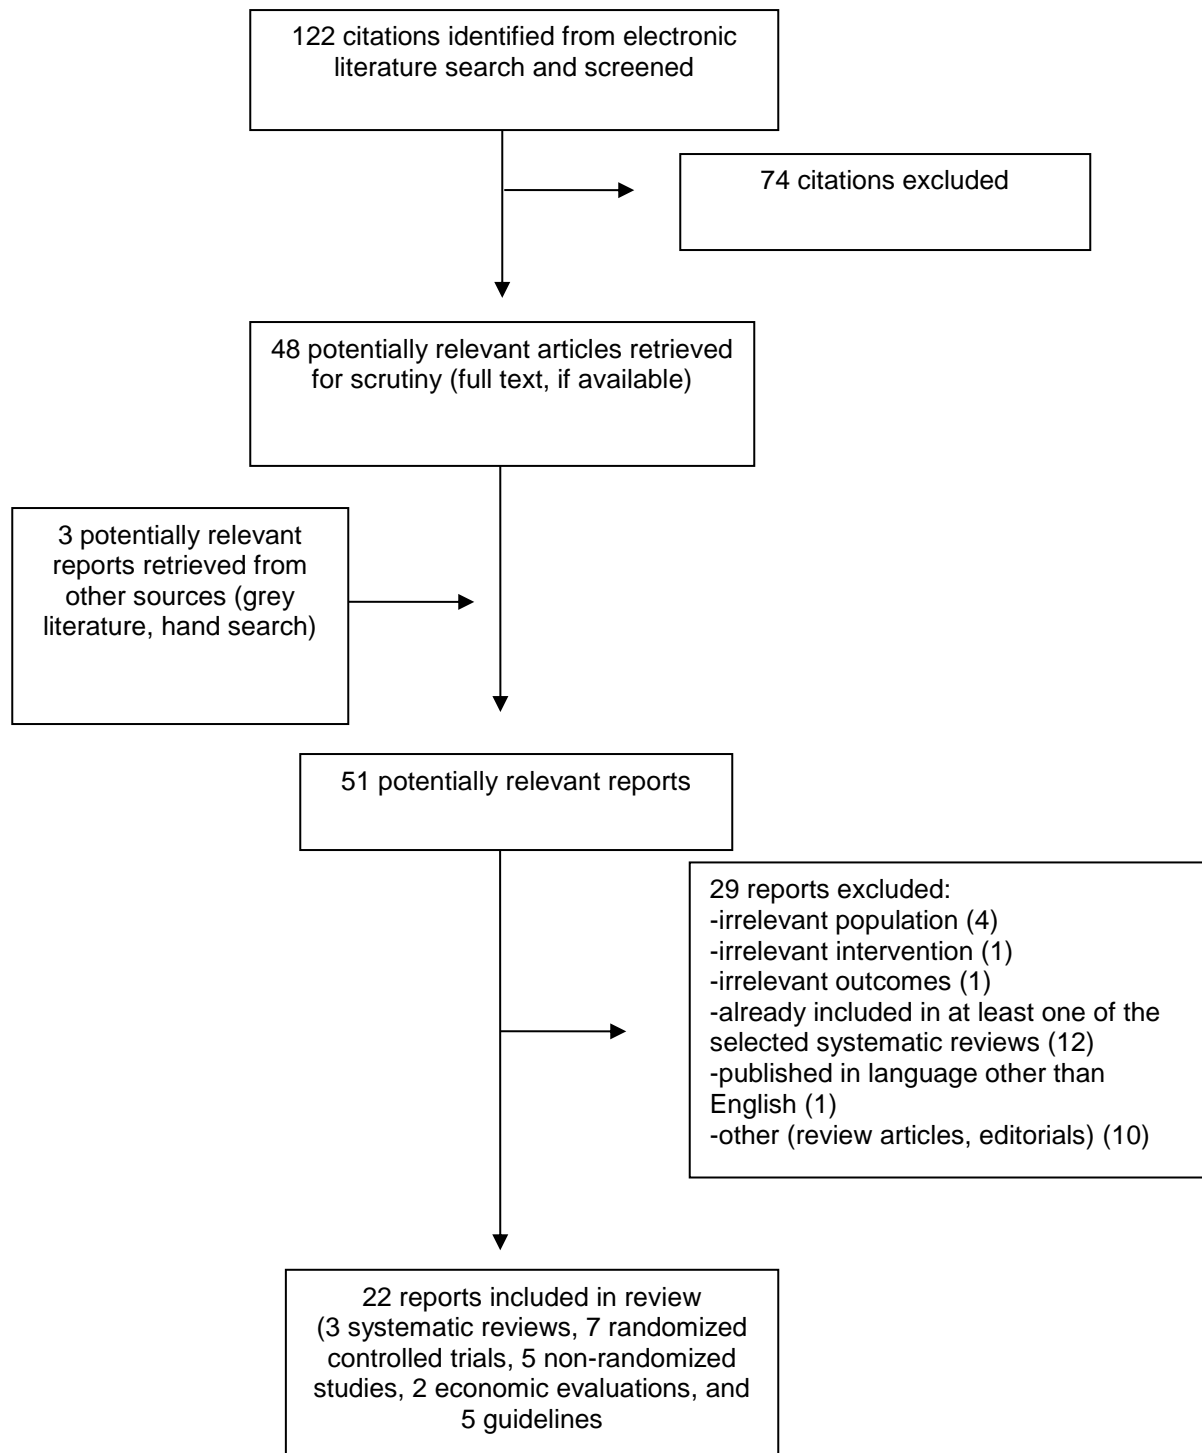 122 citations identified from electronic
literature search and screened
74 citations excluded
48 potentially relevant articles retrieved
for scrutiny (full text, if available)
3 potentially relevant
reports retrieved from
other sources (grey
literature, hand search)
51 potentially relevant reports
29 reports excluded:
-irrelevant population (4)
-irrelevant intervention (1)
-irrelevant outcomes (1)
-already included in at least one of the
selected systematic reviews (12)
-published in language other than
English (1)
-other (review articles, editorials) (10)
22 reports included in review
(3 systematic reviews, 7 randomized
controlled trials, 5 non-randomized
studies, 2 economic evaluations, and
5 guidelines